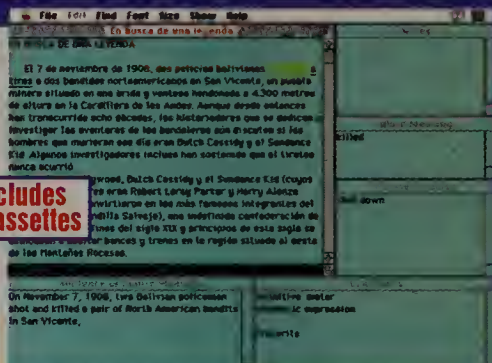 File Edit Find Font Size Show Help
En busca de una leyenda
EN BUSCA DE UNA LEYENDA
El 7 de noviembre de 1908, dos policías bolivianos a
tiros a dos bandidos norteamericanos en San Vicente, un pueblo
minero situado en una árida y ventosa hondonada a 4.300 metros
de altura en la Cordillera de los Andes. Aunque desde entonces
han transcurrido ocho décadas, los historiadores que se dedican a
investigar las aventuras de los bandoleros aún discuten si los
hombres que murieron ese día eran Butch Cassidy y el Sundance
Kid. Algunos investigadores incluso han sostenido que el tiroteo
nunca ocurrió.
Butch Cassidy y el Sundance Kid (cuyos
eran Robert Leroy Parker y Harry Alonzo
convirtieron en los más famosos integrantes del
Salvaje), una indefinida confederación de
del siglo XIX y principios de este siglo se
bancos y trenes en la región situada al oeste
de las Montañas Rocosas.
cludes
assettes
Notes
Word Meaning
killed
down
On November 7, 1908, two Bolivian policemen
shot and killed a pair of North American bandits
in San Vicente,
expression